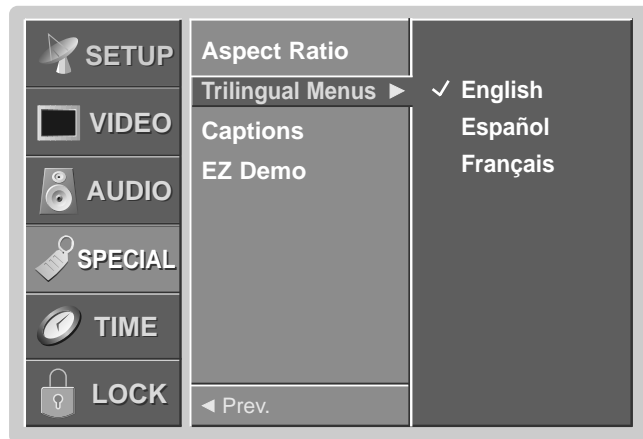 SETUP
VIDEO
AUDIO
SPECIAL
TIME
LOCK
Aspect Ratio
Trilingual Menus ►
Captions
EZ Demo
◄ Prev.
✓ English
Español
Français